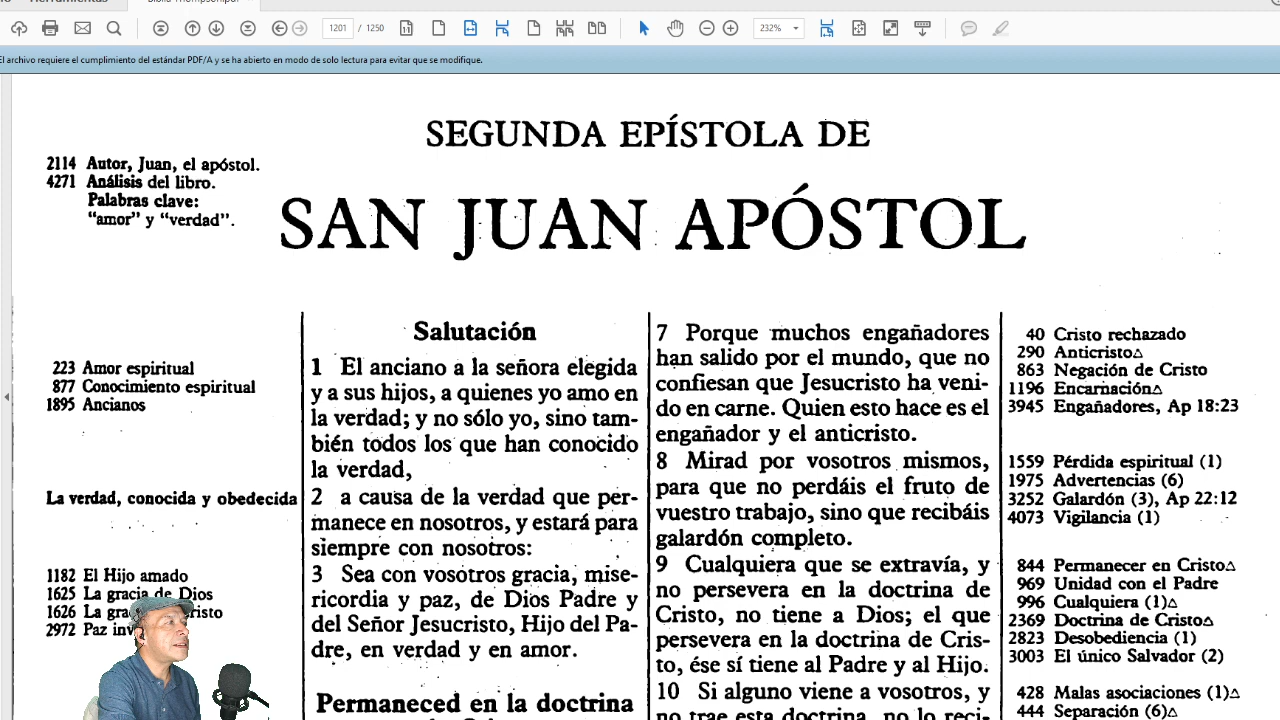 Herramientas
Biblia Thompson.pdf
1201 / 1250
232%
El archivo requiere el cumplimiento del estándar PDF/A y se ha abierto en modo de solo lectura para evitar que se modifique.
SEGUNDA EPÍSTOLA DE
SAN JUAN APÓSTOL
2114 Autor, Juan, el apóstol.
4271 Análisis del libro.
Palabras clave:
“amor” y “verdad”.
223 Amor espiritual
877 Conocimiento espiritual
1895 Ancianos
La verdad, conocida y obedecida
1182 El Hijo amado
1625 La gracia de Dios
1626 La
2972 Paz
Salutación
1 El anciano a la señora elegida
y a sus hijos, a quienes yo amo en
la verdad; y no sólo yo, sino tam-
bién todos los que han conocido
la verdad,
2 a causa de la verdad que per-
manece en nosotros, y estará para
siempre con nosotros:
3 Sea con vosotros gracia, mise-
ricordia y paz, de Dios Padre y
del Señor Jesucristo, Hijo del Pa-
dre, en verdad y en amor.
Permaneced en la doctrina
7 Porque muchos engañadores
han salido por el mundo, que no
confiesan que Jesucristo ha veni-
do en carne. Quien esto hace es el
engañador y el anticristo.
8 Mirad por vosotros mismos,
para que no perdáis el fruto de
vuestro trabajo, sino que recibáis
galardón completo.
9 Cualquiera que se extravía, y
no persevera en la doctrina de
Cristo, no tiene a Dios; el que
persevera en la doctrina de Cris-
to, ése sí tiene al Padre y al Hijo.
10 Si alguno viene a vosotros, y
no trae esta doctrina, no lo reci-
40 Cristo rechazado
290 Anticristo△
863 Negación de Cristo
1196 Encarnación△
3945 Engañadores, Ap 18:23
1559 Pérdida espiritual (1)
1975 Advertencias (6)
3252 Galardón (3), Ap 22:12
4073 Vigilancia (1)
844 Permanecer en Cristo△
969 Unidad con el Padre
996 Cualquiera (1)△
2369 Doctrina de Cristo△
2823 Desobediencia (1)
3003 El único Salvador (2)
428 Malas asociaciones (1)△
444 Separación (6)△